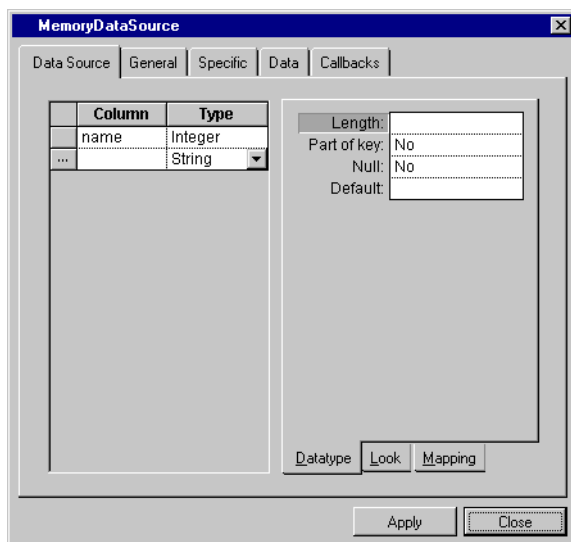 MemoryDataSource
Data Source General Specific Data Callbacks
Column Type
name Integer
... String
Length:
Part of key: No
Null: No
Default:
Datatype Look Mapping
Apply Close